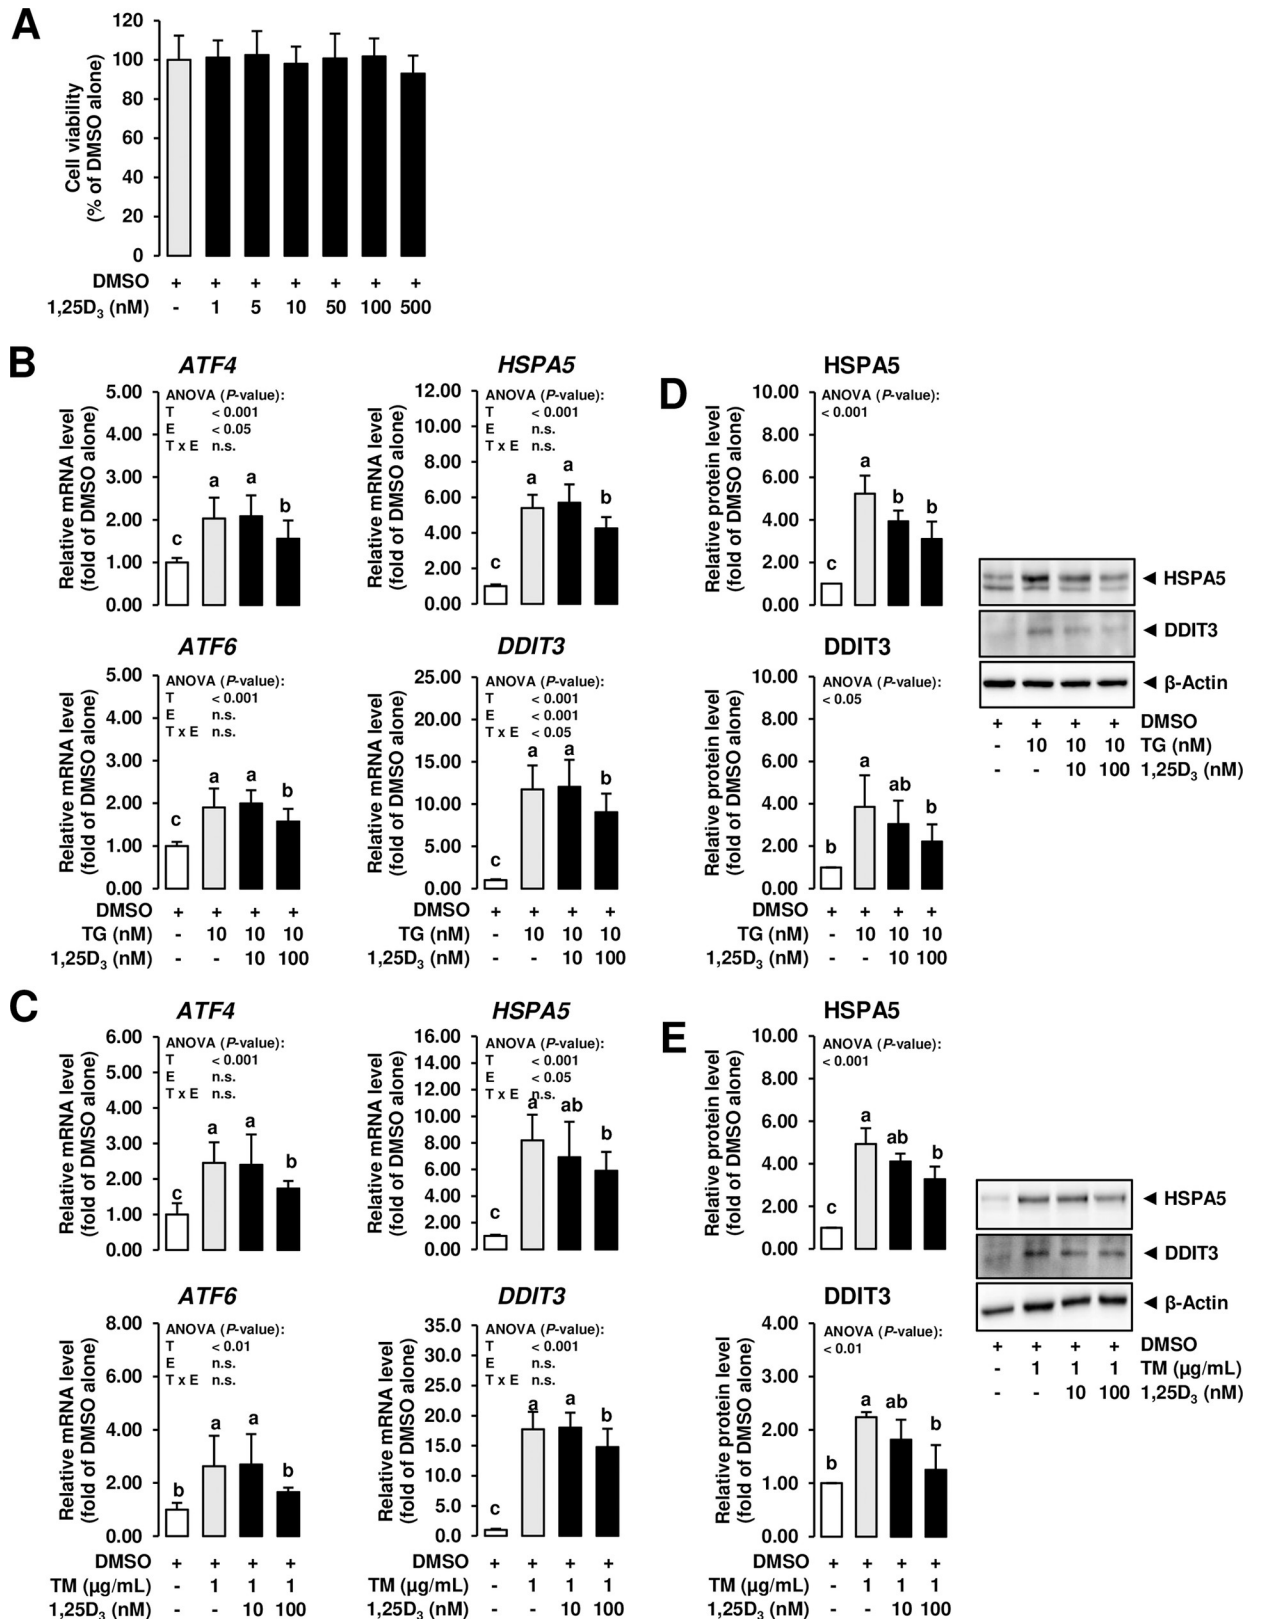 A
120
100
80
60
40
20
0
Cell viability
(% of DMSO alone)
DMSO + + + + + + +
1,25D3 (nM) - 1 5 10 50 100 500
B
ATF4
5.00
4.00
3.00
2.00
1.00
0.00
Relative mRNA level
(fold of DMSO alone)
ANOVA (P-value):
T < 0.001
E < 0.05
T x E n.s.
c a a b
HSPA5
12.00
10.00
8.00
6.00
4.00
2.00
0.00
Relative mRNA level
(fold of DMSO alone)
ANOVA (P-value):
T < 0.001
E n.s.
T x E n.s.
c a a b
ATF6
5.00
4.00
3.00
2.00
1.00
0.00
Relative mRNA level
(fold of DMSO alone)
ANOVA (P-value):
T < 0.001
E n.s.
T x E n.s.
c a a b
DMSO + + + +
TG (nM) - 10 10 10
1,25D3 (nM) - - 10 100
DDIT3
25.00
20.00
15.00
10.00
5.00
0.00
Relative mRNA level
(fold of DMSO alone)
ANOVA (P-value):
T < 0.001
E < 0.001
T x E < 0.05
c a a b
DMSO + + + +
TG (nM) - 10 10 10
1,25D3 (nM) - - 10 100
D
HSPA5
10.00
8.00
6.00
4.00
2.00
0.00
Relative protein level
(fold of DMSO alone)
ANOVA (P-value):
< 0.001
c a b b
DDIT3
10.00
8.00
6.00
4.00
2.00
0.00
Relative protein level
(fold of DMSO alone)
ANOVA (P-value):
< 0.05
b a ab b
DMSO + + + +
TG (nM) - 10 10 10
1,25D3 (nM) - - 10 100
◄ HSPA5
◄ DDIT3
◄ β-Actin
+ + + + DMSO
- 10 10 10 TG (nM)
- - 10 100 1,25D3 (nM)
C
ATF4
6.00
5.00
4.00
3.00
2.00
1.00
0.00
Relative mRNA level
(fold of DMSO alone)
ANOVA (P-value):
T < 0.001
E n.s.
T x E n.s.
c a a b
HSPA5
16.00
14.00
12.00
10.00
8.00
6.00
4.00
2.00
0.00
Relative mRNA level
(fold of DMSO alone)
ANOVA (P-value):
T < 0.001
E < 0.05
T x E n.s.
c a ab b
ATF6
8.00
6.00
4.00
2.00
0.00
Relative mRNA level
(fold of DMSO alone)
ANOVA (P-value):
T < 0.01
E n.s.
T x E n.s.
b a a b
DMSO + + + +
TM (µg/mL) - 1 1 1
1,25D3 (nM) - - 10 100
DDIT3
35.0
30.0
25.0
20.0
15.0
10.0
5.0
0.0
Relative mRNA level
(fold of DMSO alone)
ANOVA (P-value):
T < 0.001
E n.s.
T x E n.s.
c a a b
DMSO + + + +
TM (µg/mL) - 1 1 1
1,25D3 (nM) - - 10 100
E
HSPA5
10.00
8.00
6.00
4.00
2.00
0.00
Relative protein level
(fold of DMSO alone)
ANOVA (P-value):
< 0.001
c a ab b
DDIT3
4.00
3.00
2.00
1.00
0.00
Relative protein level
(fold of DMSO alone)
ANOVA (P-value):
< 0.01
b a ab b
DMSO + + + +
TM (µg/mL) - 1 1 1
1,25D3 (nM) - - 10 100
◄ HSPA5
◄ DDIT3
◄ β-Actin
+ + + + DMSO
- 1 1 1 TM (µg/mL)
- - 10 100 1,25D3 (nM)